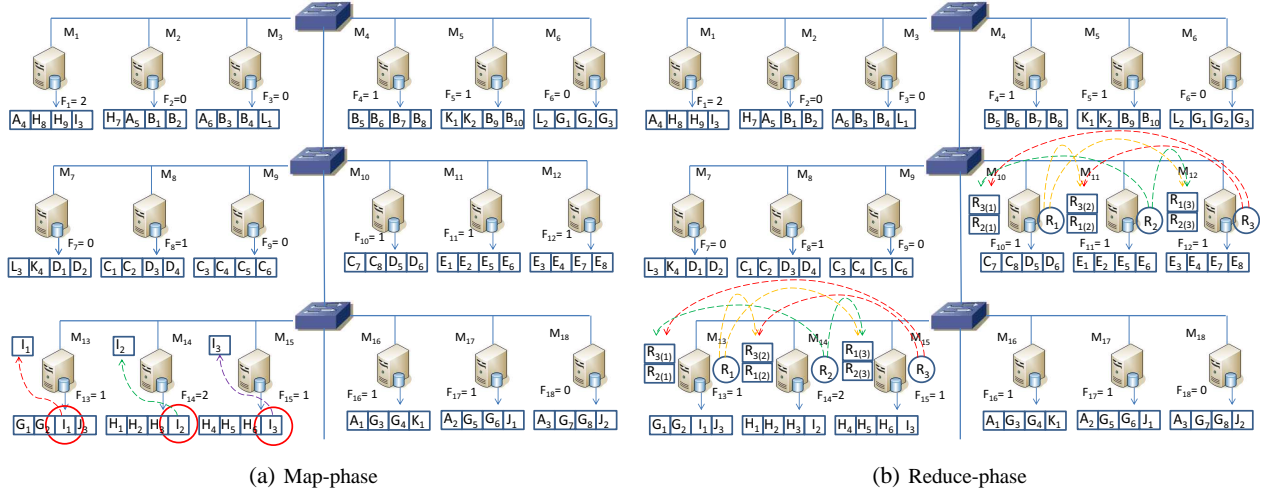 M₁ M₂ M₃ M₄ M₅ M₆
F₁= 2 F₂=0 F₃= 0 F₄= 1 F₅= 1 F₆= 0
A₄ H₈ H₉ I₃ H₇ A₅ B₁ B₂ A₆ B₃ B₄ L₁ B₅ B₆ B₇ B₈ K₁ K₂ B₉ B₁₀ L₂ G₁ G₂ G₃
M₇ M₈ M₉ M₁₀ M₁₁ M₁₂
F₇= 0 F₈=1 F₉= 0 F₁₀= 1 F₁₁= 1 F₁₂= 1
L₃ K₄ D₁ D₂ C₁ C₂ D₃ D₄ C₃ C₄ C₅ C₆ C₇ C₈ D₅ D₆ E₁ E₂ E₅ E₆ E₃ E₄ E₇ E₈
M₁₃ M₁₄ M₁₅ M₁₆ M₁₇ M₁₈
I₁ I₂ I₃
F₁₃= 1 F₁₄=2 F₁₅= 1 F₁₆= 1 F₁₇= 1 F₁₈= 0
G₁ G₂ I₁ J₃ H₁ H₂ H₃ I₂ H₄ H₅ H₆ I₃ A₁ G₃ G₄ K₁ A₂ G₅ G₆ J₁ A₃ G₇ G₈ J₂
(a) Map-phase
M₁ M₂ M₃ M₄ M₅ M₆
F₁= 2 F₂=0 F₃= 0 F₄= 1 F₅= 1 F₆= 0
A₄ H₈ H₉ I₃ H₇ A₅ B₁ B₂ A₆ B₃ B₄ L₁ B₅ B₆ B₇ B₈ K₁ K₂ B₉ B₁₀ L₂ G₁ G₂ G₃
M₇ M₈ M₉ M₁₀ M₁₁ M₁₂
R₃₍₁₎ R₃₍₂₎ R₁₍₃₎
R₂₍₁₎ R₁ R₁₍₂₎ R₂ R₂₍₃₎ R₃
F₇= 0 F₈=1 F₉= 0 F₁₀= 1 F₁₁= 1 F₁₂= 1
L₃ K₄ D₁ D₂ C₁ C₂ D₃ D₄ C₃ C₄ C₅ C₆ C₇ C₈ D₅ D₆ E₁ E₂ E₅ E₆ E₃ E₄ E₇ E₈
M₁₃ M₁₄ M₁₅ M₁₆ M₁₇ M₁₈
R₃₍₁₎ R₃₍₂₎ R₁₍₃₎
R₂₍₁₎ R₁ R₁₍₂₎ R₂ R₂₍₃₎ R₃
F₁₃= 1 F₁₄=2 F₁₅= 1 F₁₆= 1 F₁₇= 1 F₁₈= 0
G₁ G₂ I₁ J₃ H₁ H₂ H₃ I₂ H₄ H₅ H₆ I₃ A₁ G₃ G₄ K₁ A₂ G₅ G₆ J₁ A₃ G₇ G₈ J₂
(b) Reduce-phase